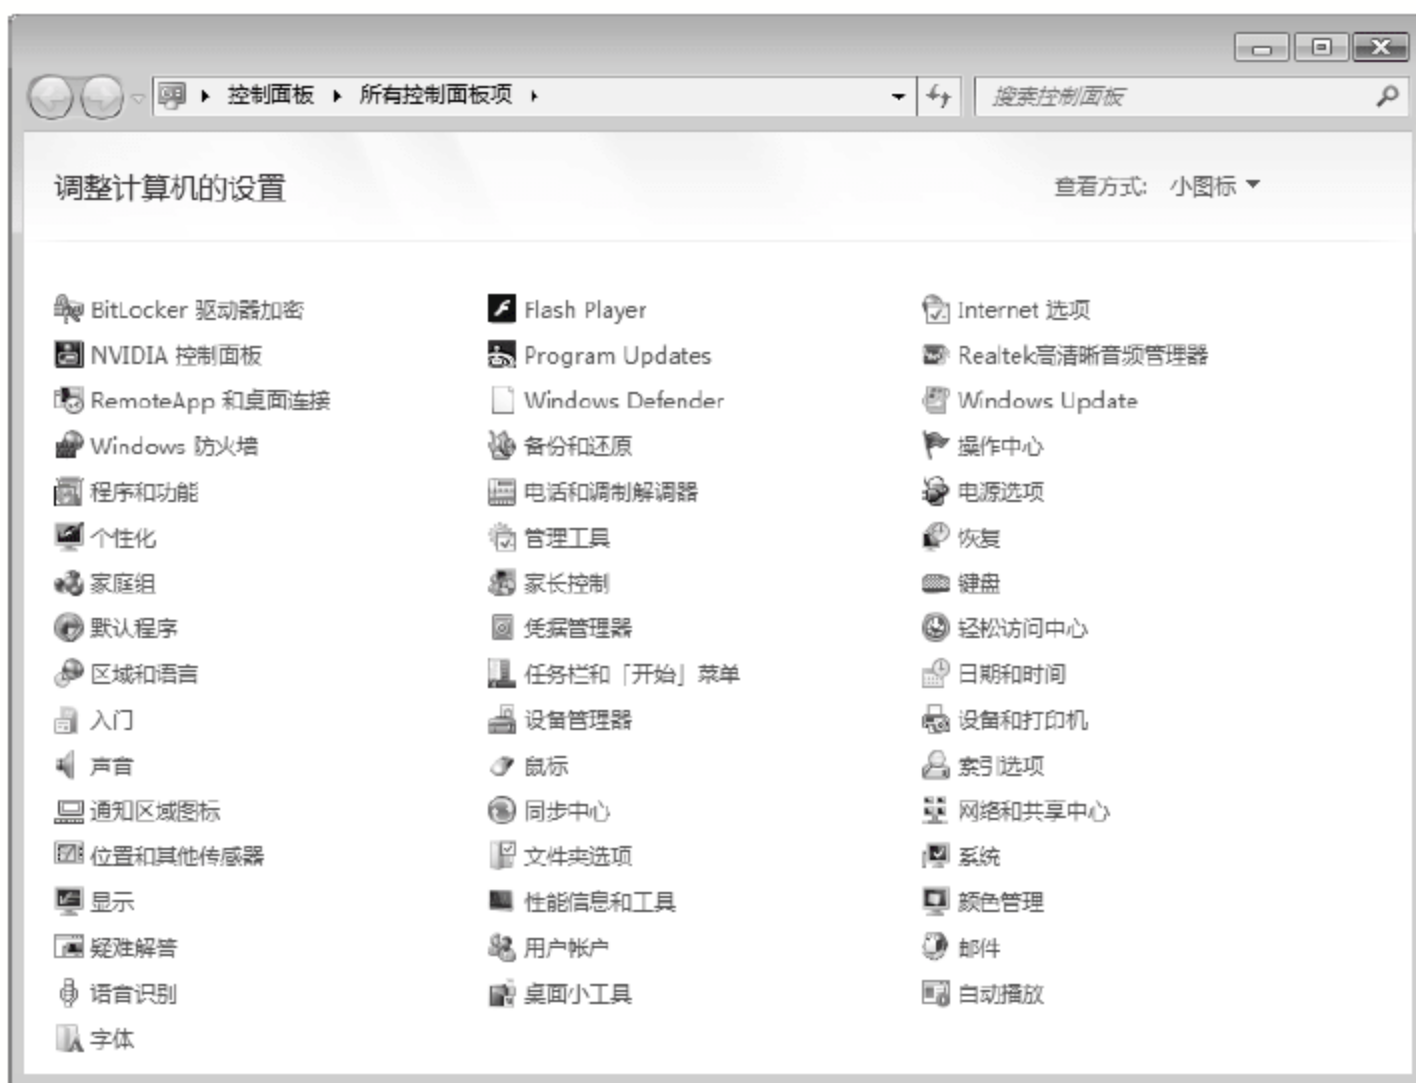 控制面板 所有控制面板项 搜索控制面板
调整计算机的设置 查看方式: 小图标
BitLocker 驱动器加密 Flash Player Internet 选项
NVIDIA 控制面板 Program Updates Realtek高清晰音频管理器
RemoteApp 和桌面连接 Windows Defender Windows Update
Windows 防火墙 备份和还原 操作中心
程序和功能 电话和调制解调器 电源选项
个性化 管理工具 恢复
家庭组 家长控制 键盘
默认程序 凭据管理器 轻松访问中心
区域和语言 任务栏和「开始」菜单 日期和时间
入门 设备管理器 设备和打印机
声音 鼠标 索引选项
通知区域图标 同步中心 网络和共享中心
位置和其他传感器 文件夹选项 系统
显示 性能信息和工具 颜色管理
疑难解答 用户帐户 邮件
语音识别 桌面小工具 自动播放
字体